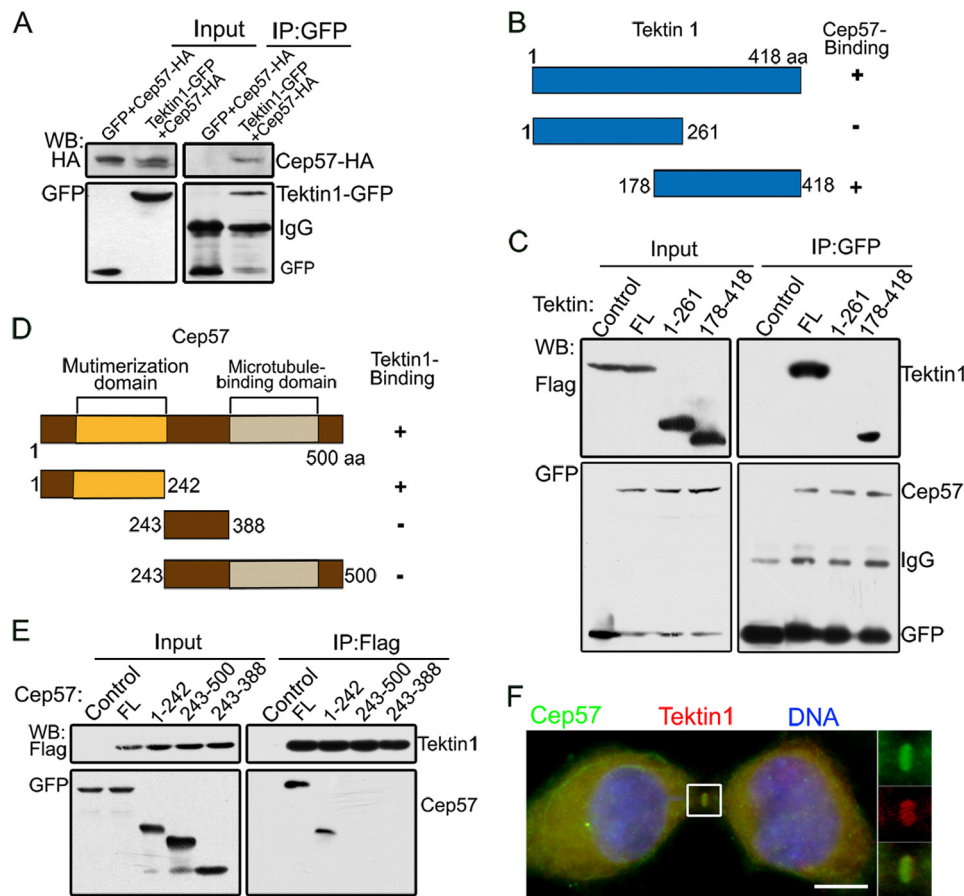 A
Input
IP:GFP
GFP+Cep57-HA
Tektin1-GFP
+Cep57-HA
GFP+Cep57-HA
Tektin1-GFP
+Cep57-HA
WB:
HA
Cep57-HA
GFP
Tektin1-GFP
IgG
GFP
B
Tektin 1
Cep57-
Binding
1
418 aa
+
1
261
-
178
418
+
C
Input
IP:GFP
Tektin:
Control
FL
1-261
178-418
Control
FL
1-261
178-418
WB:
Flag
Tektin1
GFP
Cep57
IgG
GFP
D
Cep57
Mutimerization
domain
Microtubule-
binding domain
Tektin1-
Binding
1
500 aa
+
1
242
+
243
388
-
243
500
-
E
Input
IP:Flag
Cep57:
Control
FL
1-242
243-500
243-388
Control
FL
1-242
243-500
243-388
WB:
Flag
Tektin1
GFP
Cep57
F
Cep57
Tektin1
DNA